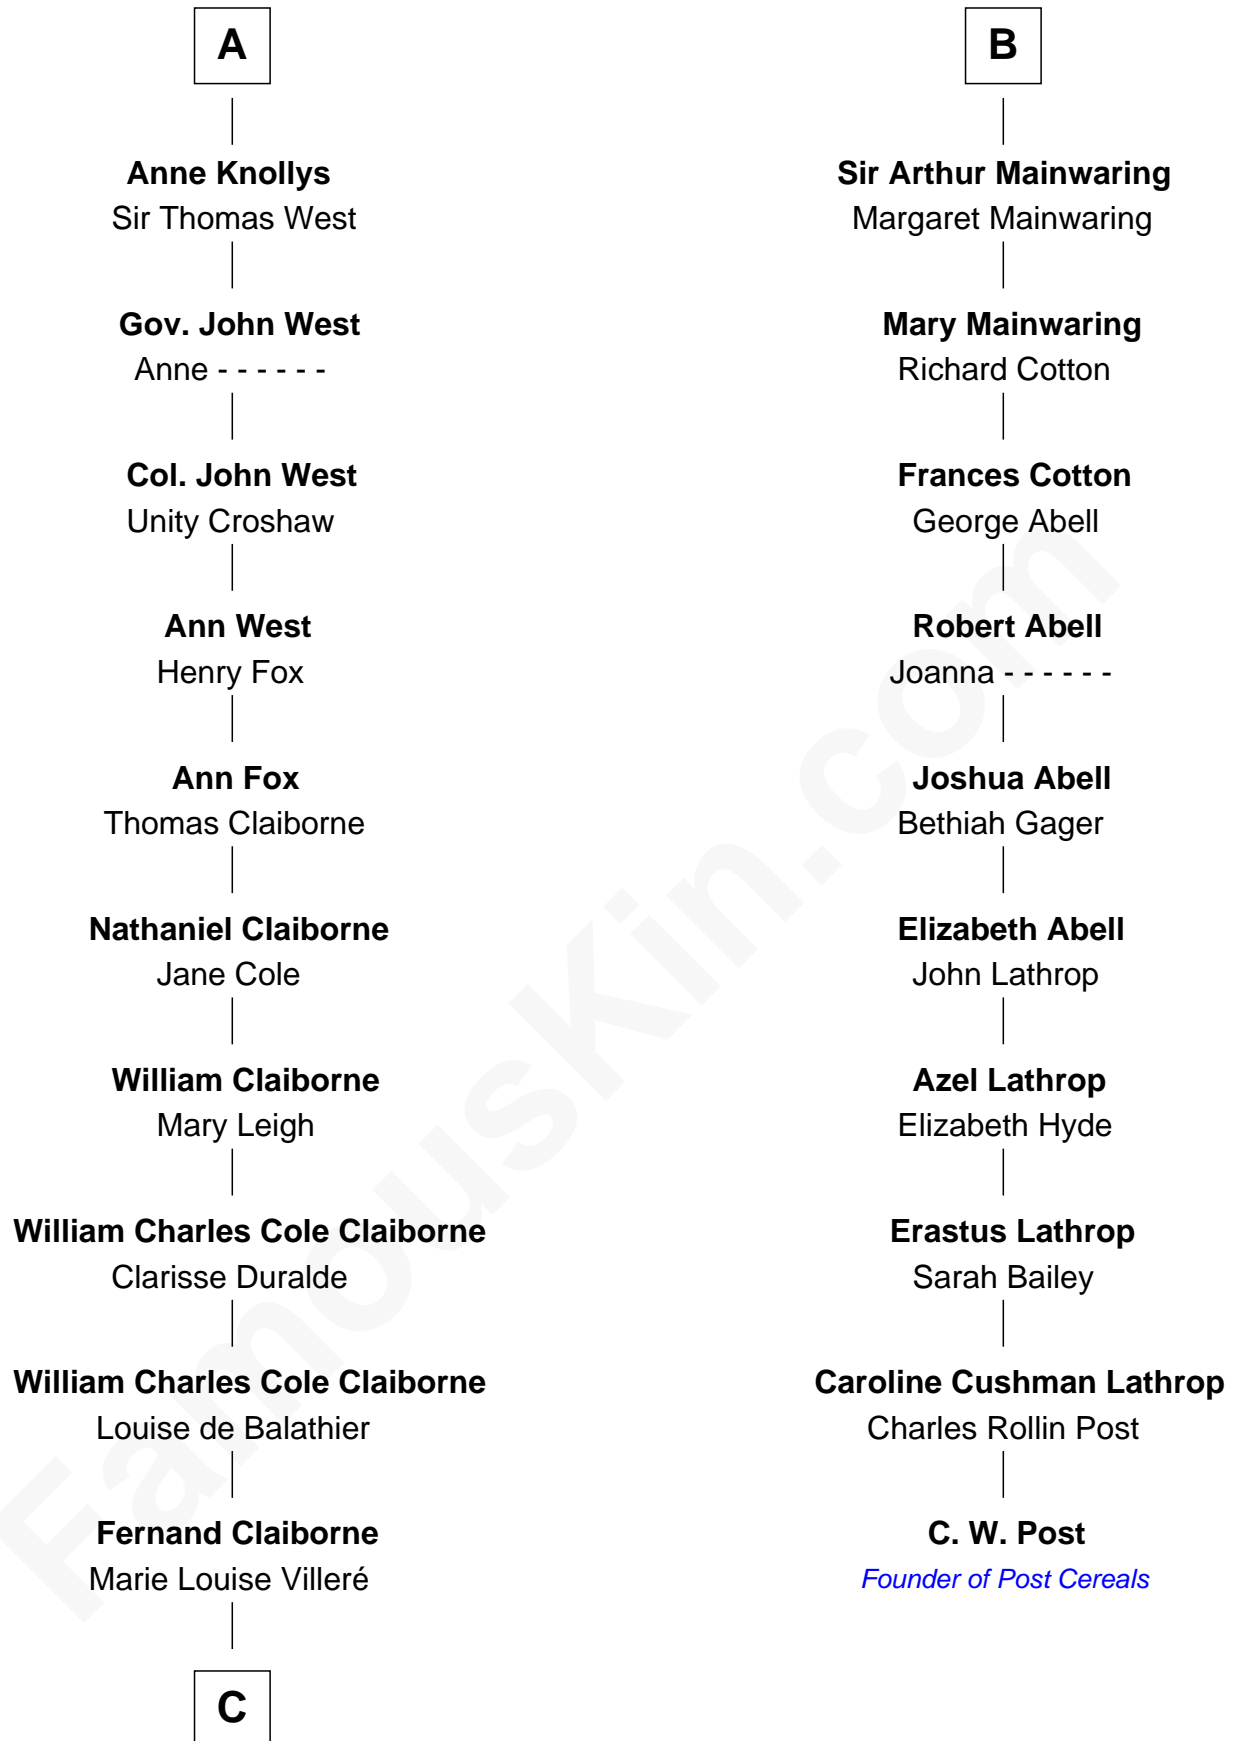 A
Anne Knollys
Sir Thomas West
Gov. John West
Anne - - - - - -
Col. John West
Unity Croshaw
Ann West
Henry Fox
Ann Fox
Thomas Claiborne
Nathaniel Claiborne
Jane Cole
William Claiborne
Mary Leigh
William Charles Cole Claiborne
Clarisse Duralde
William Charles Cole Claiborne
Louise de Balathier
Fernand Claiborne
Marie Louise Villeré
C
B
Sir Arthur Mainwaring
Margaret Mainwaring
Mary Mainwaring
Richard Cotton
Frances Cotton
George Abell
Robert Abell
Joanna - - - - - -
Joshua Abell
Bethiah Gager
Elizabeth Abell
John Lathrop
Azel Lathrop
Elizabeth Hyde
Erastus Lathrop
Sarah Bailey
Caroline Cushman Lathrop
Charles Rollin Post
C. W. Post
Founder of Post Cereals
FamousKin.com